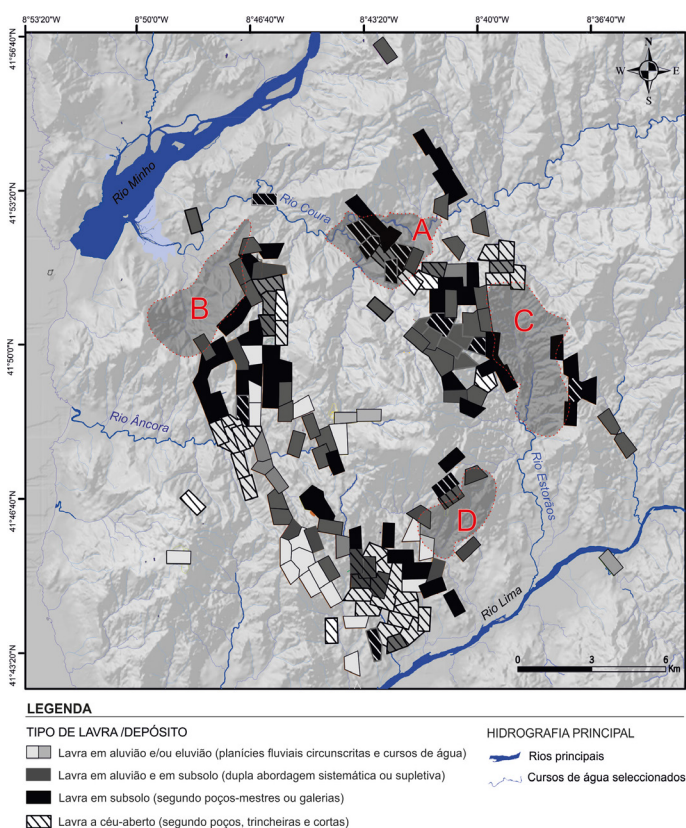 8°53'20"O 8°50'0"O 8°46'40"O 8°43'20"O 8°40'0"O 8°36'40"O
41°56'40"N
41°53'20"N
41°50'0"N
41°46'40"N
41°43'20"N
N
W E
S
Rio Minho
Rio Coura
A
B
C
Rio Âncora
Rio Estorãos
D
Rio Lima
0 3 6
Km
LEGENDA
TIPO DE LAVRA /DEPÓSITO
Lavra em aluvião e/ou eluvião (planícies fluviais circunscritas e cursos de água)
Lavra em aluvião e em subsolo (dupla abordagem sistemática ou supletiva)
Lavra em subsolo (segundo poços-mestres ou galerias)
Lavra a céu-aberto (segundo poços, trincheiras e cortas)
HIDROGRAFIA PRINCIPAL
Rios principais
Cursos de água seleccionados